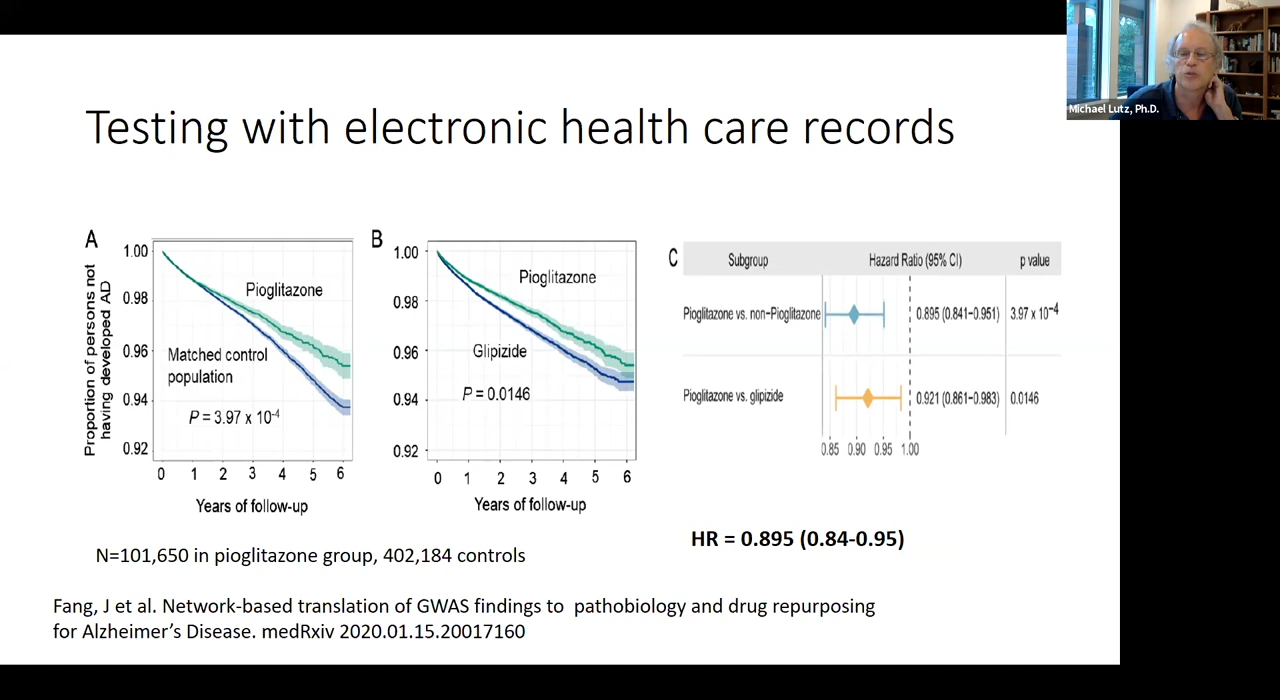 Michael Lutz, Ph.D.
Testing with electronic health care records
A
Proportion of persons not
having developed AD
1.00
0.98
0.96
0.94
0.92
Pioglitazone
Matched control
population
P = 3.97 x 10⁻⁴
0 1 2 3 4 5 6
Years of follow-up
B
1.00
0.98
0.96
0.94
0.92
Pioglitazone
Glipizide
P = 0.0146
0 1 2 3 4 5 6
Years of follow-up
C
Subgroup Hazard Ratio (95% CI) p value
Pioglitazone vs. non−Pioglitazone 0.895 (0.841−0.951) 3.97 x 10⁻⁴
Pioglitazone vs. glipizide 0.921 (0.861−0.983) 0.0146
0.85 0.90 0.95 1.00
HR = 0.895 (0.84-0.95)
N=101,650 in pioglitazone group, 402,184 controls
Fang, J et al. Network-based translation of GWAS findings to pathobiology and drug repurposing
for Alzheimer’s Disease. medRxiv 2020.01.15.20017160